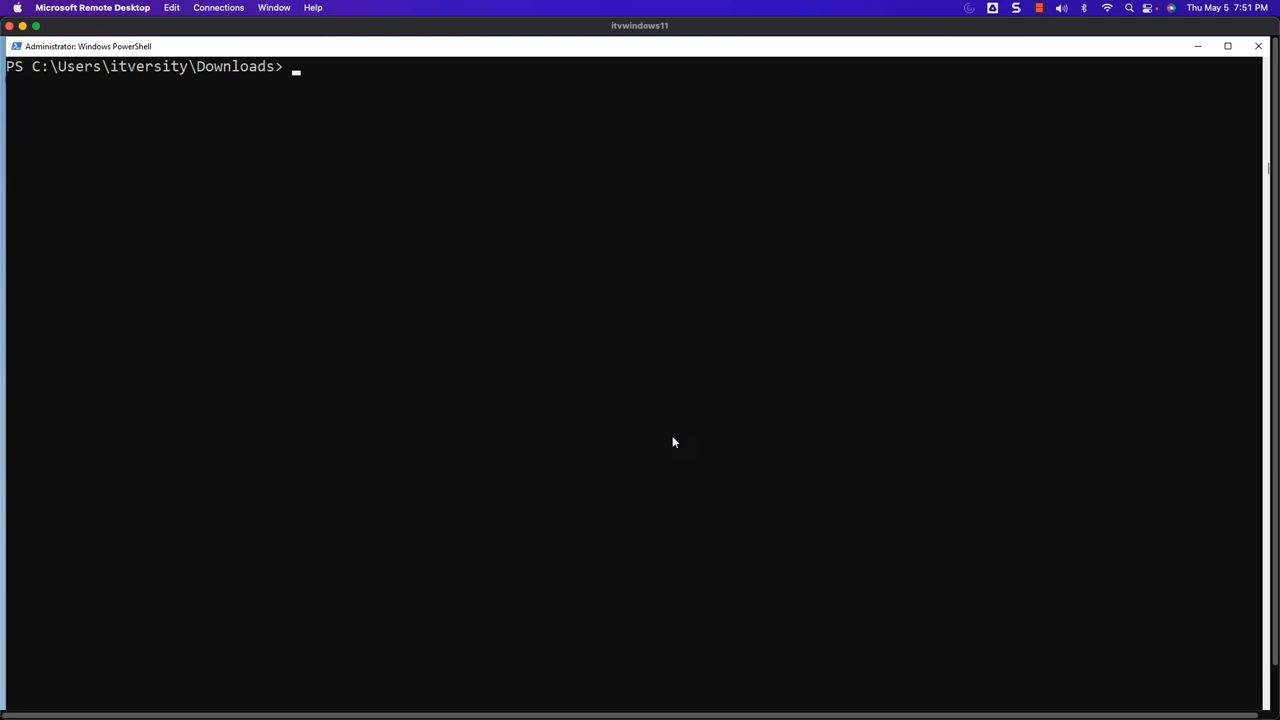 Microsoft Remote Desktop Edit Connections Window Help Thu May 5 7:51 PM
itvwindows11
Administrator: Windows PowerShell
PS C:\Users\itversity\Downloads>